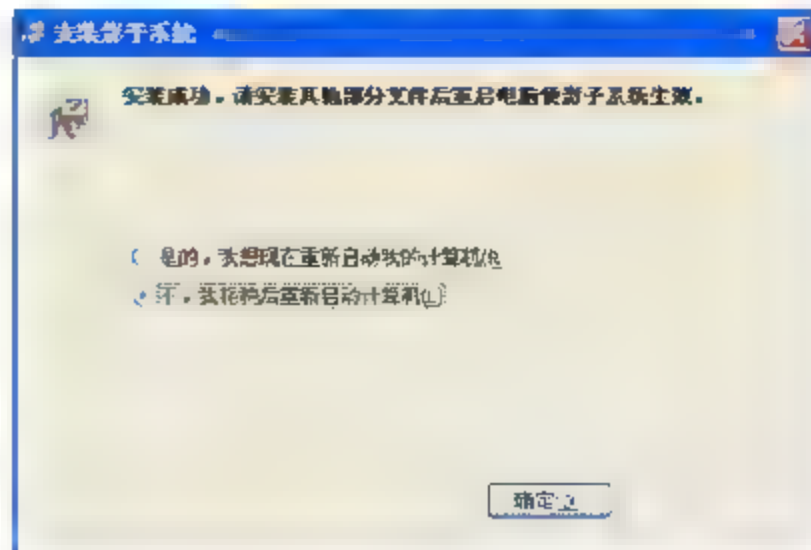 安装影子系统
安装成功，请安装其他部分文件后重启电脑使影子系统生效。
是的，我想现在重新启动我的计算机
不，我将稍后重新启动计算机
确定